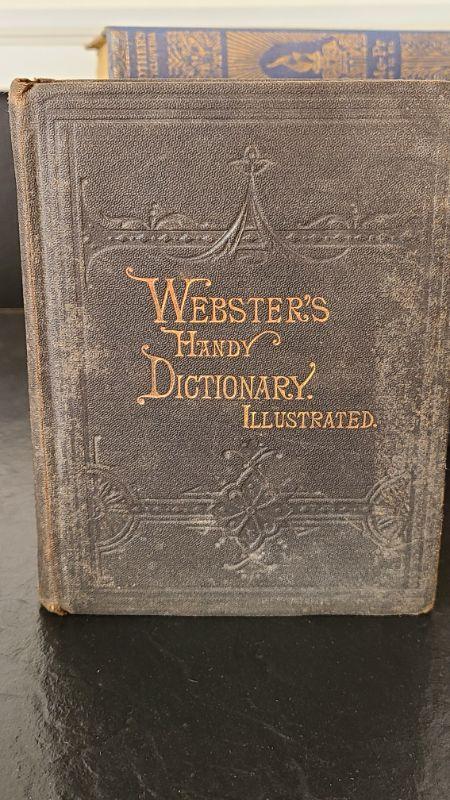 WEBSTER'S
HANDY
DICTIONARY.
ILLUSTRATED.